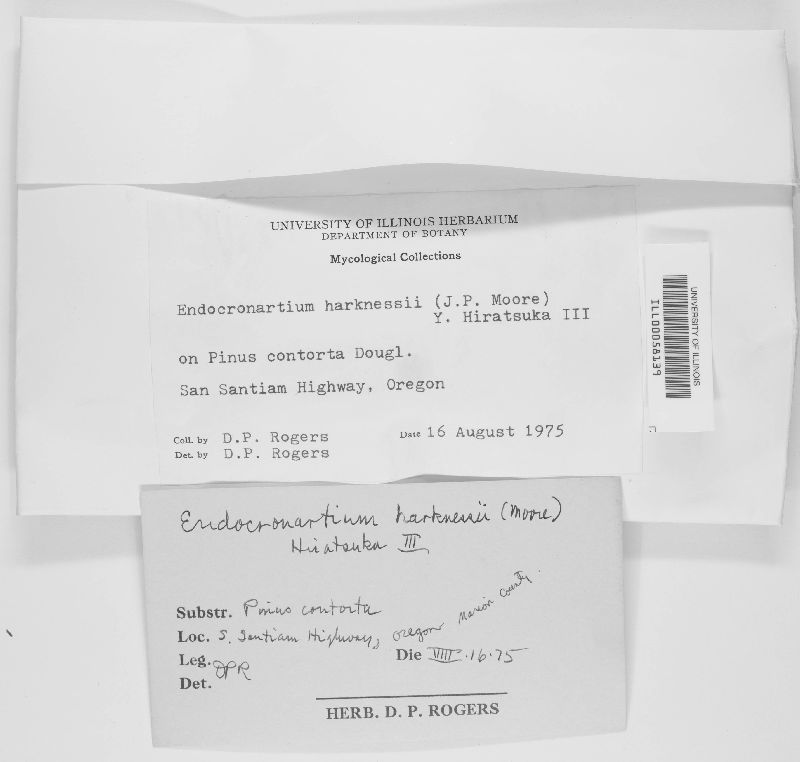 UNIVERSITY OF ILLINOIS HERBARIUM
DEPARTMENT OF BOTANY
Mycological Collections
Endocronartium harknessii (J.P. Moore)
Y. Hiratsuka III
on Pinus contorta Dougl.
San Santiam Highway, Oregon
Coll. by D.P. Rogers Date 16 August 1975
Det. by D.P. Rogers
UNIVERSITY OF ILLINOIS
ILL00058139
Endocronartium harknessii (Moore)
Hiratsuka III
Substr. Pinus contorta
Loc. S. Santiam Highway, Oregon Marion County.
Leg. DPR Die VIII.16.75
Det.
HERB. D. P. ROGERS